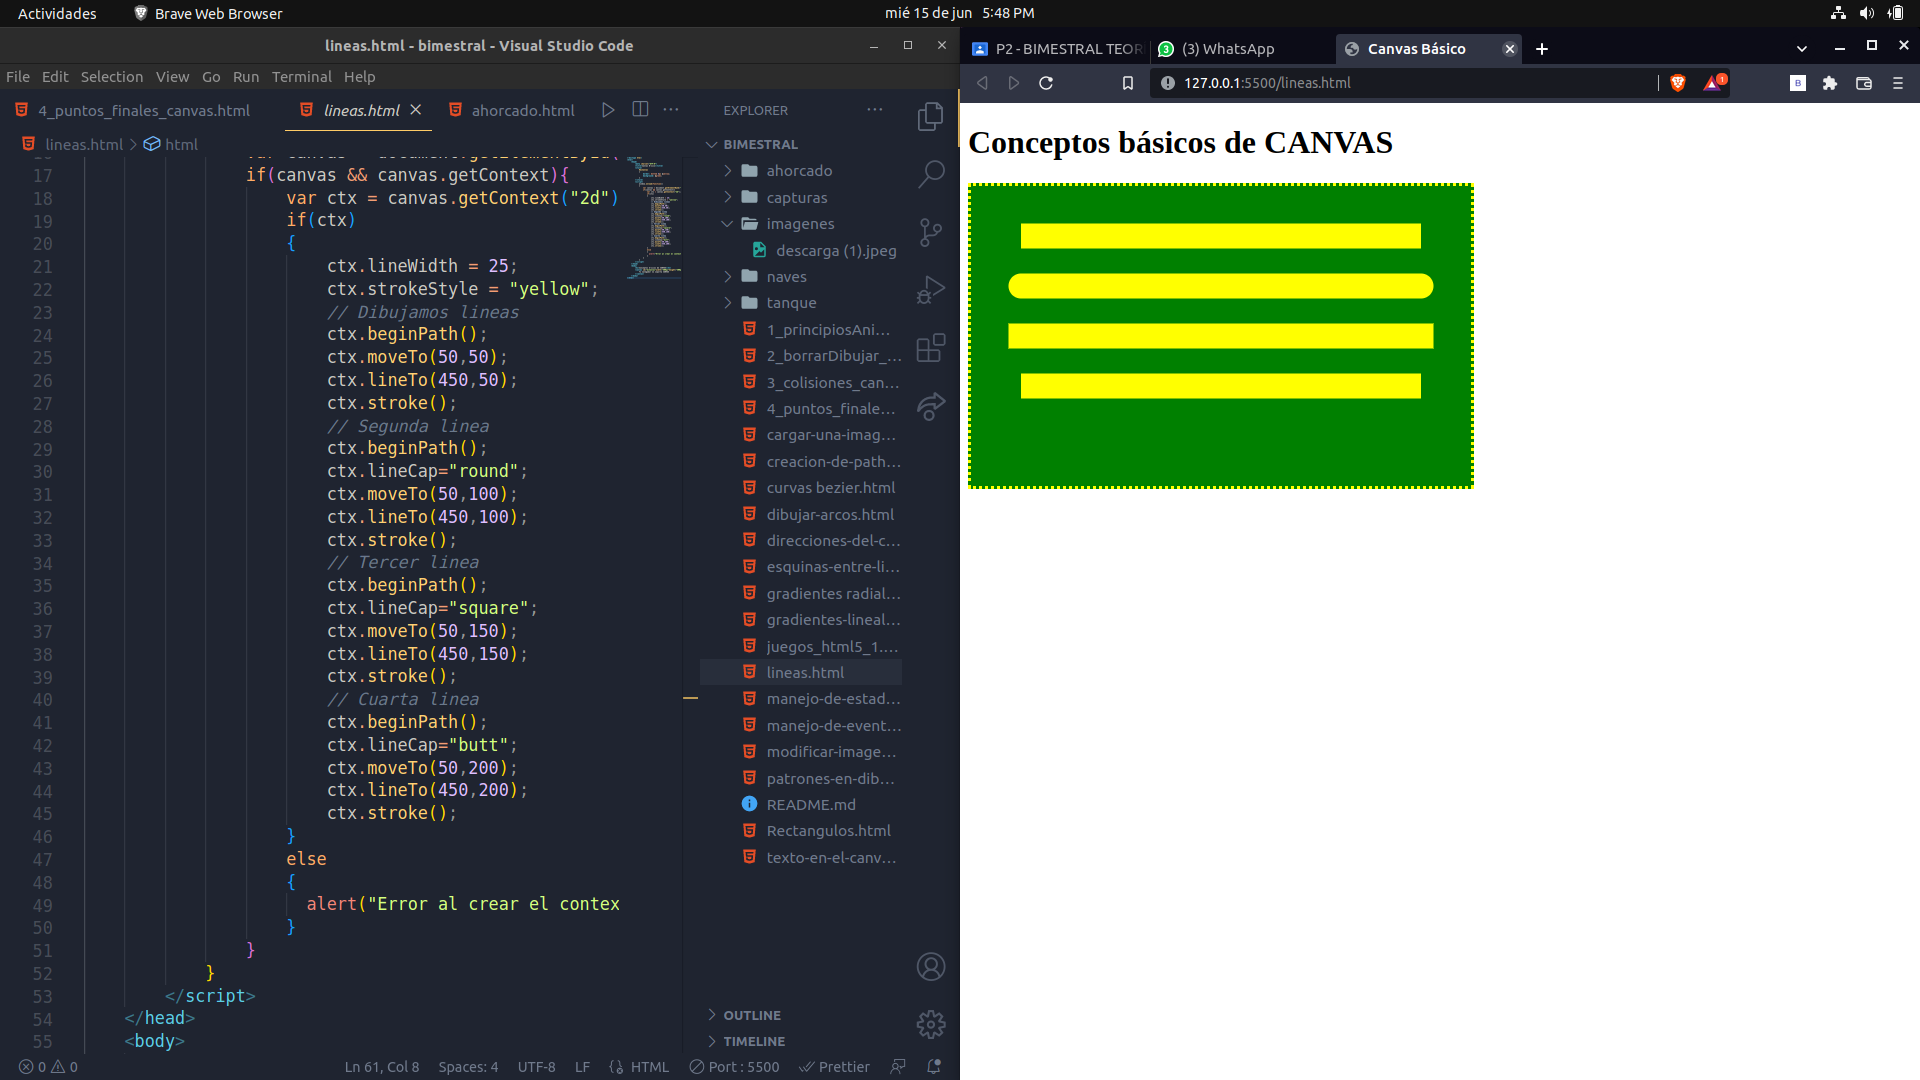 Actividades
Brave Web Browser
mié 15 de jun 5:48 PM
lineas.html - bimestral - Visual Studio Code
File Edit Selection View Go Run Terminal Help
4_puntos_finales_canvas.html
lineas.html
ahorcado.html
lineas.html > html
17 if(canvas && canvas.getContext){
18 var ctx = canvas.getContext("2d")
19 if(ctx)
20 {
21 ctx.lineWidth = 25;
22 ctx.strokeStyle = "yellow";
23 // Dibujamos lineas
24 ctx.beginPath();
25 ctx.moveTo(50,50);
26 ctx.lineTo(450,50);
27 ctx.stroke();
28 // Segunda linea
29 ctx.beginPath();
30 ctx.lineCap="round";
31 ctx.moveTo(50,100);
32 ctx.lineTo(450,100);
33 ctx.stroke();
34 // Tercer linea
35 ctx.beginPath();
36 ctx.lineCap="square";
37 ctx.moveTo(50,150);
38 ctx.lineTo(450,150);
39 ctx.stroke();
40 // Cuarta linea
41 ctx.beginPath();
42 ctx.lineCap="butt";
43 ctx.moveTo(50,200);
44 ctx.lineTo(450,200);
45 ctx.stroke();
46 }
47 else
48 {
49 alert("Error al crear el contex
50 }
51 }
52 }
53 </script>
54 </head>
55 <body>
EXPLORER
BIMESTRAL
ahorcado
capturas
imagenes
descarga (1).jpeg
naves
tanque
1_principiosAni...
2_borrarDibujar_...
3_colisiones_can...
4_puntos_finale...
cargar-una-imag...
creacion-de-path...
curvas bezier.html
dibujar-arcos.html
direcciones-del-c...
esquinas-entre-li...
gradientes radial...
gradientes-lineal...
juegos_html5_1....
lineas.html
manejo-de-estad...
manejo-de-event...
modificar-image...
patrones-en-dib...
README.md
Rectangulos.html
texto-en-el-canv...
OUTLINE
TIMELINE
0 0
Ln 61, Col 8 Spaces: 4 UTF-8 LF HTML Port : 5500 Prettier
P2 - BIMESTRAL TEOR
(3) WhatsApp
Canvas Básico
127.0.0.1:5500/lineas.html
Conceptos básicos de CANVAS